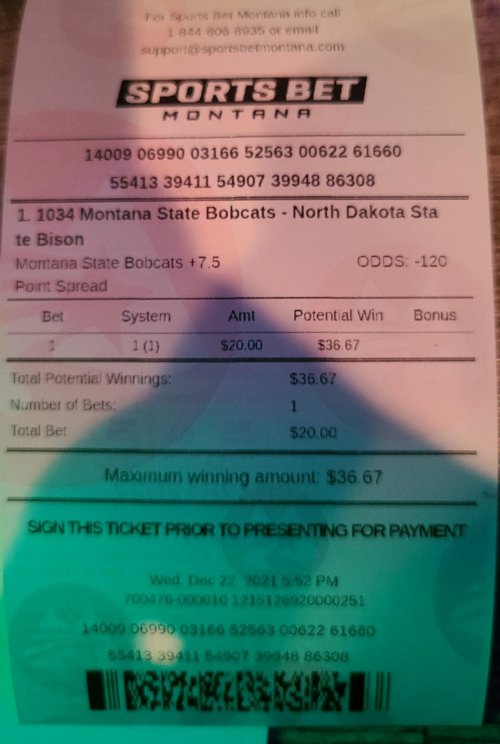 For Sports Bet Montana info call
1 844 806 8935 or email
support@sportsbetmontana.com
SPORTS BET
MONTANA
14009 06990 03166 52563 00622 61660
55413 39411 54907 39948 86308
1. 1034 Montana State Bobcats - North Dakota Sta
te Bison
Montana State Bobcats +7.5 ODDS: -120
Point Spread
Bet System Amt Potential Win Bonus
1 1 (1) $20.00 $36.67 -
Total Potential Winnings: $36.67
Number of Bets: 1
Total Bet $20.00
Maximum winning amount: $36.67
SIGN THIS TICKET PRIOR TO PRESENTING FOR PAYMENT
Wed, Dec 22, 2021 5:52 PM
700476-000010 1215126920000251
14009 06990 03166 52563 00622 61660
55413 39411 54907 39948 86308